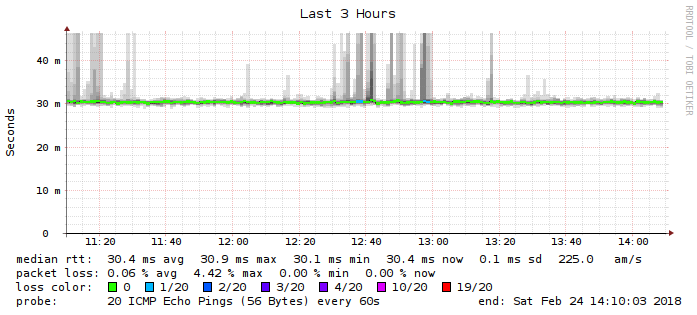 Last 3 Hours
RRDTOOL / TOBI OETIKER
Seconds
40 m
30 m
20 m
10 m
0
11:20 11:40 12:00 12:20 12:40 13:00 13:20 13:40 14:00
median rtt: 30.4 ms avg 30.9 ms max 30.1 ms min 30.4 ms now 0.1 ms sd 225.0 am/s
packet loss: 0.06 % avg 4.42 % max 0.00 % min 0.00 % now
loss color: 0 1/20 2/20 3/20 4/20 10/20 19/20
probe: 20 ICMP Echo Pings (56 Bytes) every 60s end: Sat Feb 24 14:10:03 2018